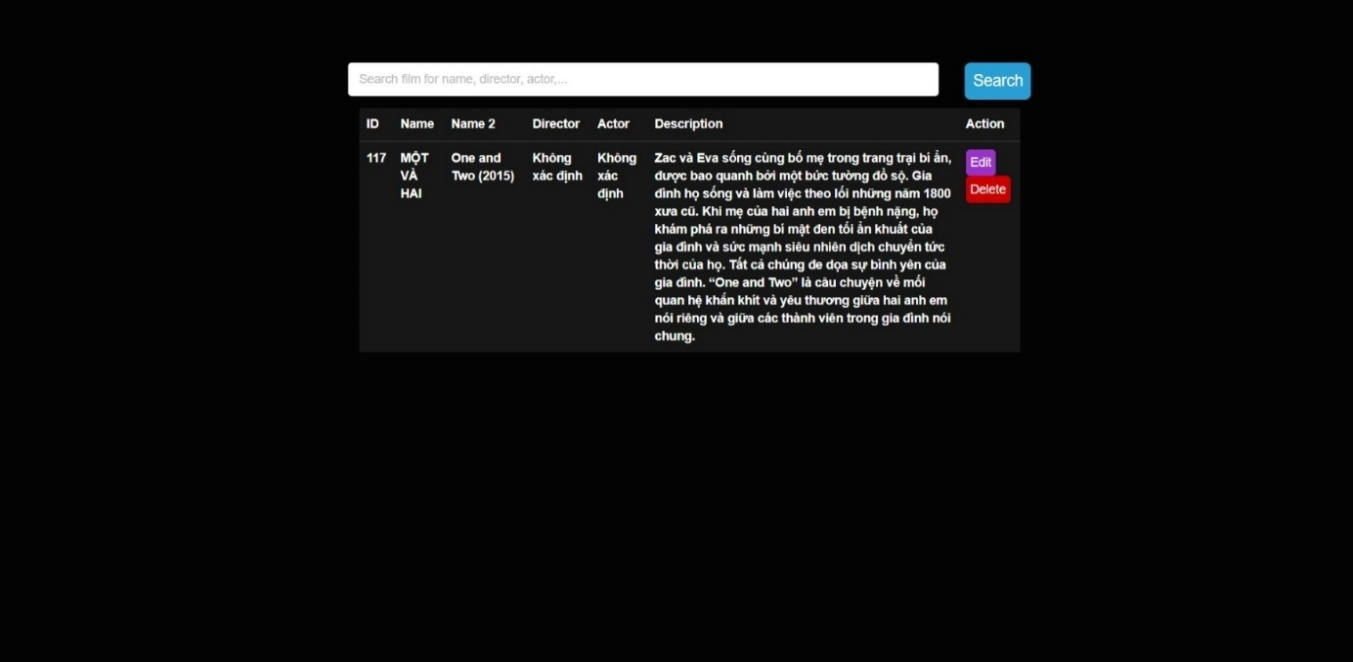 Search film for name, director, actor,...
Search
ID Name Name 2 Director Actor Description Action
117 MỘT One and Không Không Zac và Eva sống cùng bố mẹ trong trang trại bí ẩn, Edit
VÀ Two (2015) xác định xác được bao quanh bởi một bức tường đồ sộ. Gia Delete
HAI định đình họ sống và làm việc theo lối những năm 1800
xưa cũ. Khi mẹ của hai anh em bị bệnh nặng, họ
khám phá ra những bí mật đen tối ẩn khuất của
gia đình và sức mạnh siêu nhiên dịch chuyển tức
thời của họ. Tất cả chúng đe dọa sự bình yên của
gia đình. “One and Two” là câu chuyện về mối
quan hệ khăn khít và yêu thương giữa hai anh em
nói riêng và giữa các thành viên trong gia đình nói
chung.